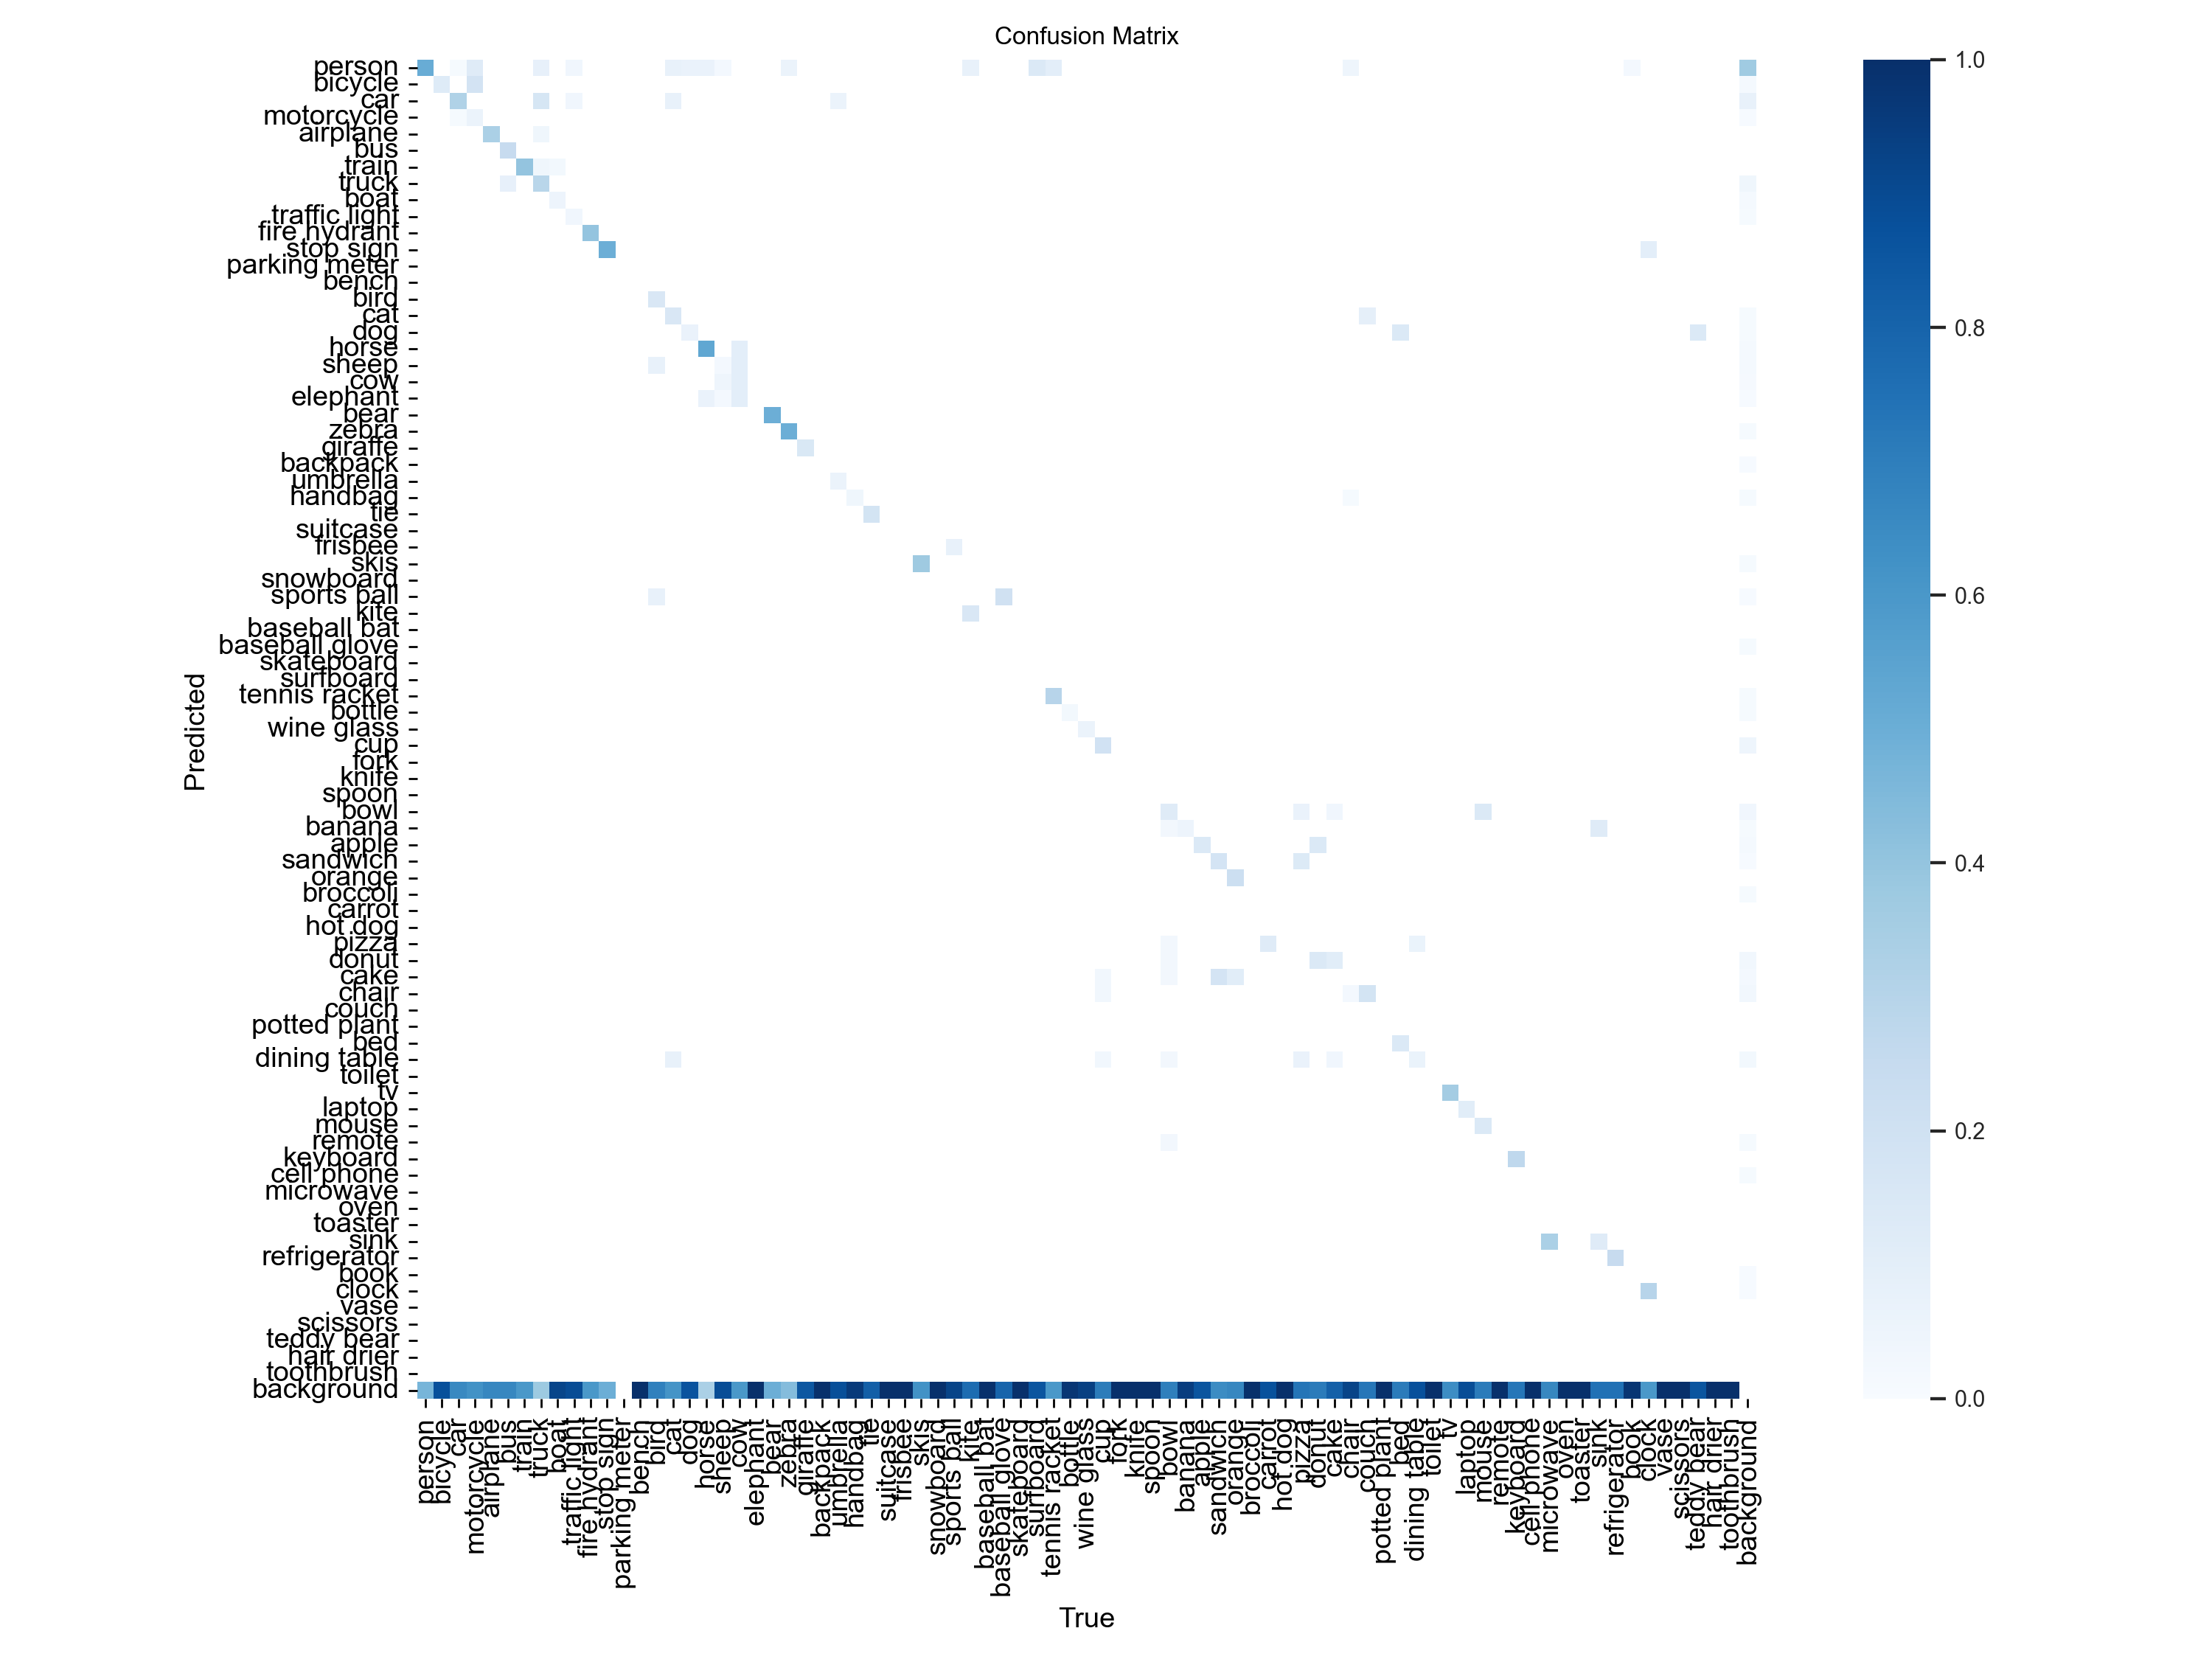 Confusion Matrix
person
bicycle
car
motorcycle
airplane
bus
train
truck
boat
traffic light
fire hydrant
stop sign
parking meter
bench
bird
cat
dog
horse
sheep
cow
elephant
bear
zebra
giraffe
backpack
umbrella
handbag
tie
suitcase
frisbee
skis
snowboard
sports ball
kite
baseball bat
baseball glove
skateboard
surfboard
tennis racket
bottle
wine glass
cup
fork
knife
spoon
bowl
banana
apple
sandwich
orange
broccoli
carrot
hot dog
pizza
donut
cake
chair
couch
potted plant
bed
dining table
toilet
tv
laptop
mouse
remote
keyboard
cell phone
microwave
oven
toaster
sink
refrigerator
book
clock
vase
scissors
teddy bear
hair drier
toothbrush
background
Predicted
person
bicycle
car
motorcycle
airplane
bus
train
truck
boat
traffic light
fire hydrant
stop sign
parking meter
bench
bird
cat
dog
horse
sheep
cow
elephant
bear
zebra
giraffe
backpack
umbrella
handbag
tie
suitcase
frisbee
skis
snowboard
sports ball
kite
baseball bat
baseball glove
skateboard
surfboard
tennis racket
bottle
wine glass
cup
fork
knife
spoon
bowl
banana
apple
sandwich
orange
broccoli
carrot
hot dog
pizza
donut
cake
chair
couch
potted plant
bed
dining table
toilet
tv
laptop
mouse
remote
keyboard
cell phone
microwave
oven
toaster
sink
refrigerator
book
clock
vase
scissors
teddy bear
hair drier
toothbrush
background
True
1.0
0.8
0.6
0.4
0.2
0.0